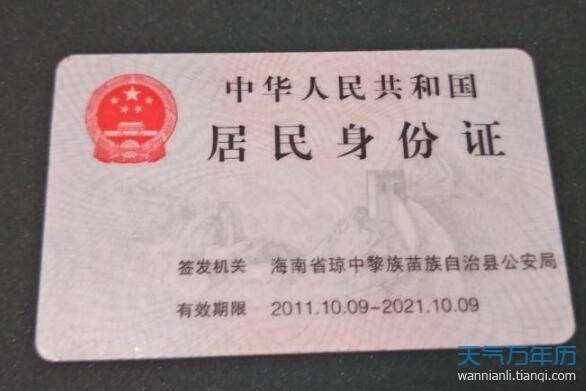 中华人民共和国
居民身份证
签发机关 海南省琼中黎族苗族自治县公安局
有效期限 2011.10.09-2021.10.09
天气万年历
wannianli.tianqi.com